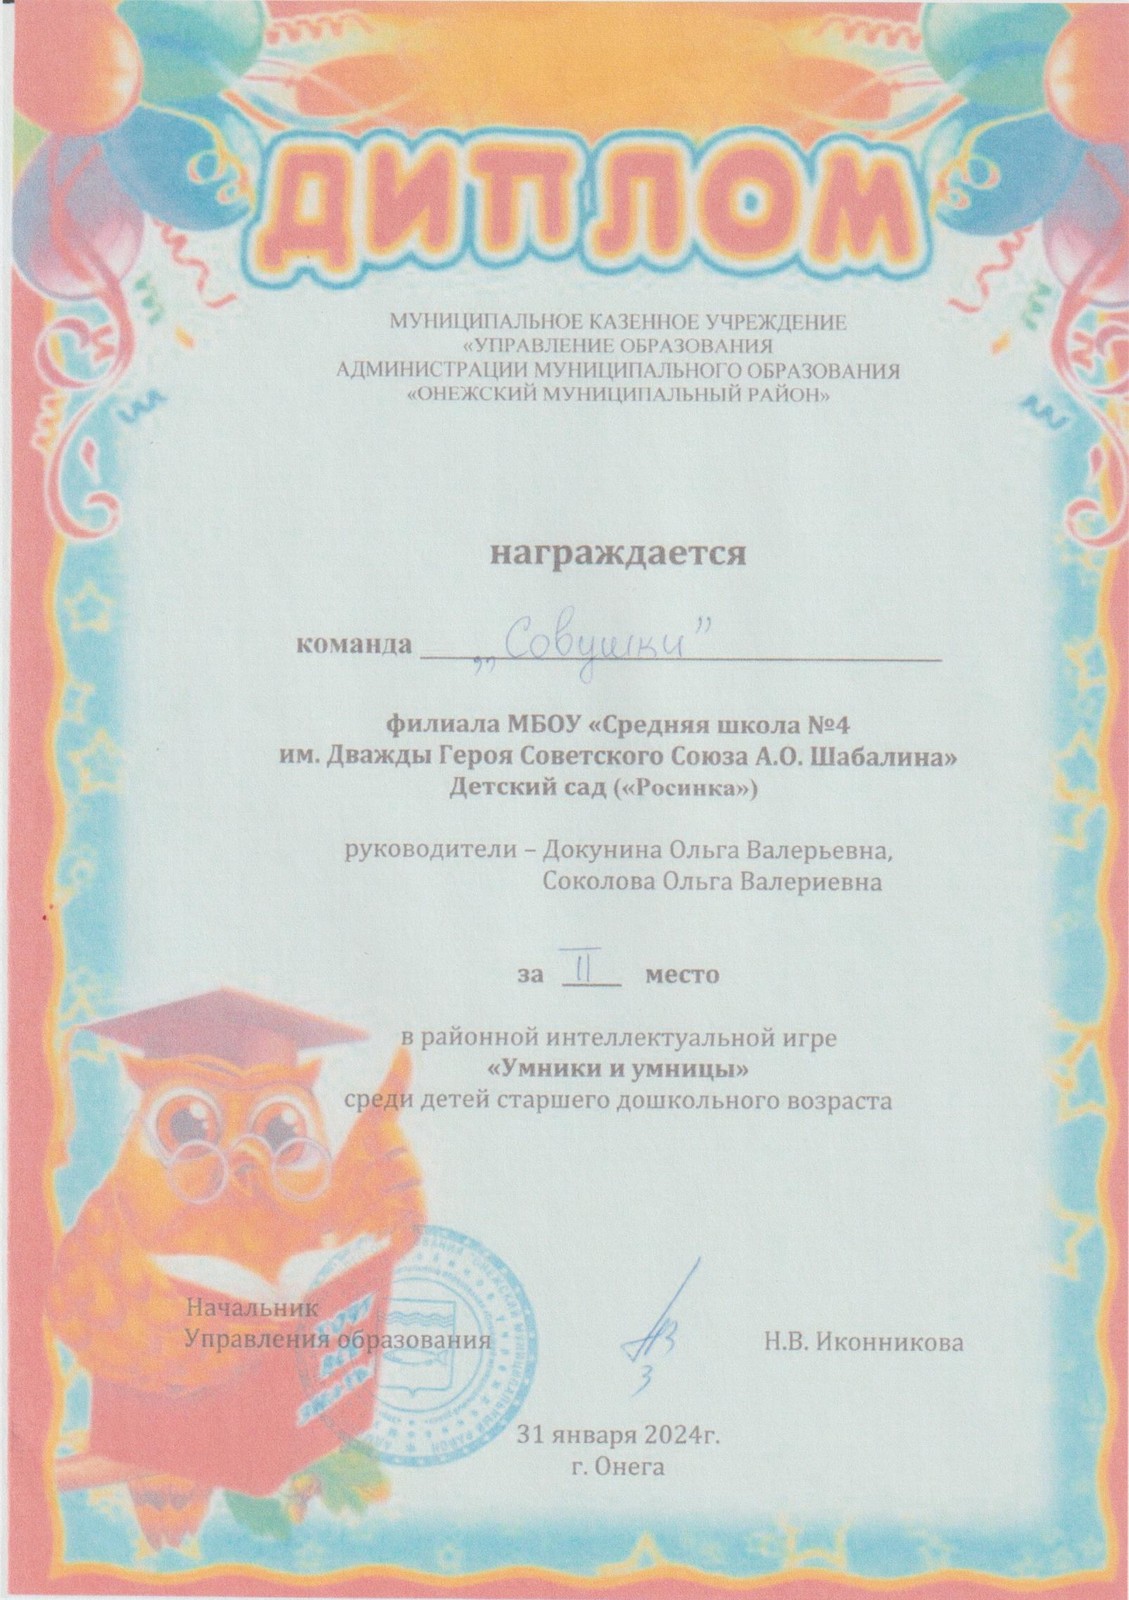 ДИПЛОМ
МУНИЦИПАЛЬНОЕ КАЗЕННОЕ УЧРЕЖДЕНИЕ
«УПРАВЛЕНИЕ ОБРАЗОВАНИЯ
АДМИНИСТРАЦИИ МУНИЦИПАЛЬНОГО ОБРАЗОВАНИЯ
«ОНЕЖСКИЙ МУНИЦИПАЛЬНЫЙ РАЙОН»
награждается
команда „Совушки”
филиала МБОУ «Средняя школа №4
им. Дважды Героя Советского Союза А.О. Шабалина»
Детский сад («Росинка»)
руководители – Докунина Ольга Валерьевна,
Соколова Ольга Валериевна
за II место
в районной интеллектуальной игре
«Умники и умницы»
среди детей старшего дошкольного возраста
Начальник
Управления образования Н.В. Иконникова
ХОЧУ
ВСЁ
ЗНАТЬ
31 января 2024г.
г. Онега